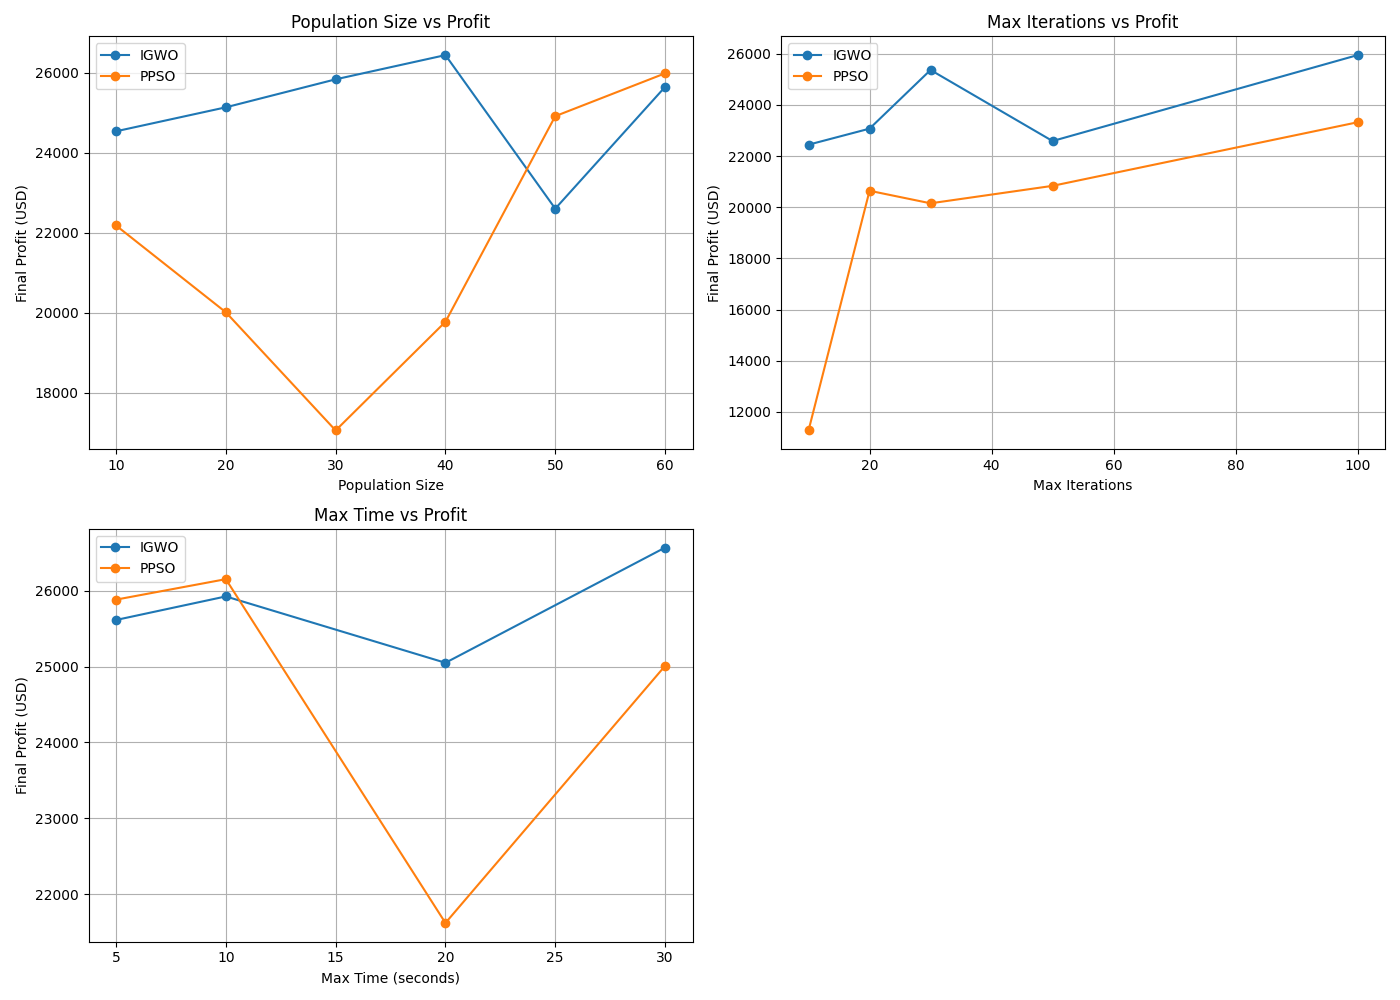 Population Size vs Profit
IGWO
PPSO
26000
24000
22000
20000
18000
Final Profit (USD)
10 20 30 40 50 60
Population Size
Max Iterations vs Profit
IGWO
PPSO
26000
24000
22000
20000
18000
16000
14000
12000
Final Profit (USD)
20 40 60 80 100
Max Iterations
Max Time vs Profit
IGWO
PPSO
26000
25000
24000
23000
22000
Final Profit (USD)
5 10 15 20 25 30
Max Time (seconds)